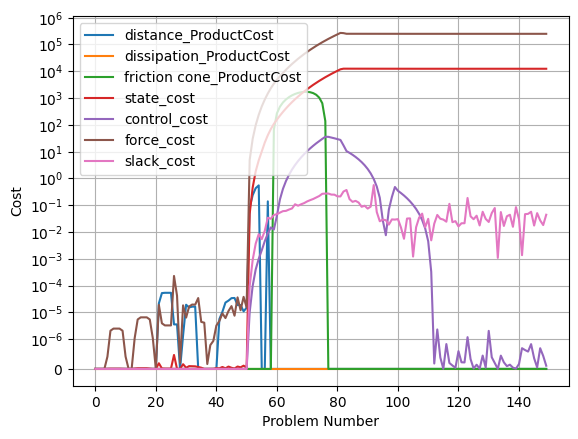 distance_ProductCost
dissipation_ProductCost
friction cone_ProductCost
state_cost
control_cost
force_cost
slack_cost
10⁶
10⁵
10⁴
10³
10²
10¹
10⁰
10⁻¹
10⁻²
10⁻³
10⁻⁴
10⁻⁵
10⁻⁶
0
Cost
0 20 40 60 80 100 120 140
Problem Number